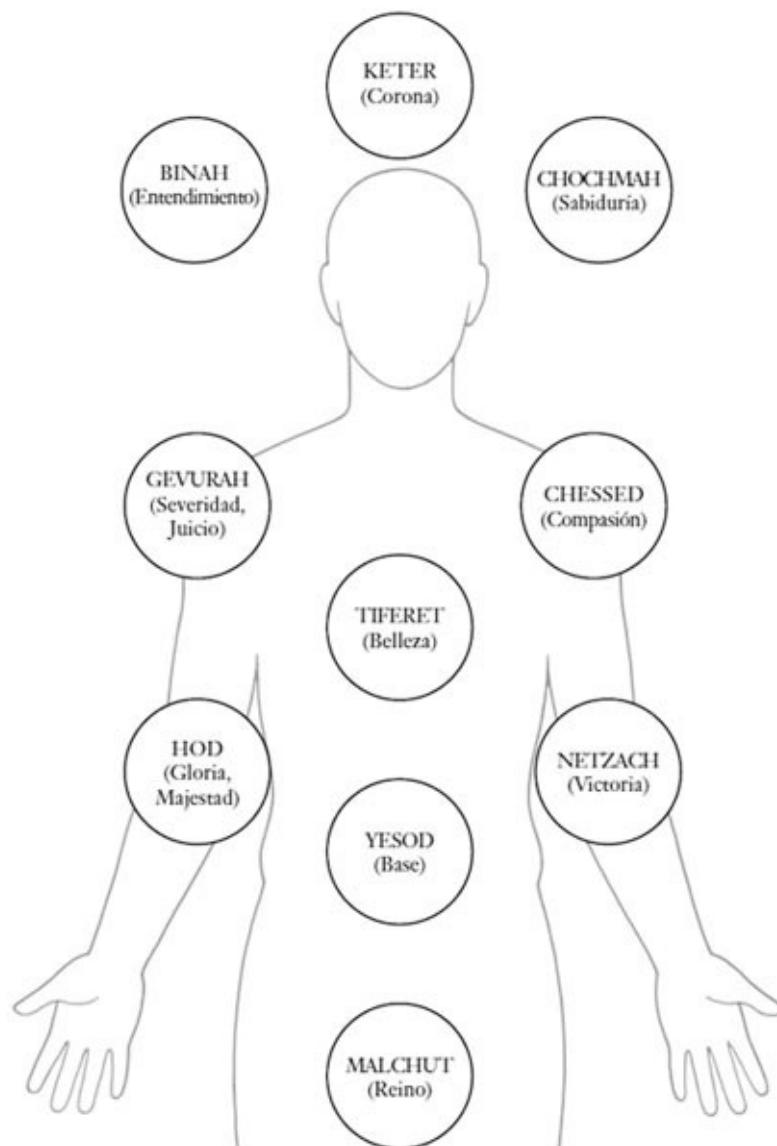 KETER
(Corona)
BINAH
(Entendimiento)
CHOCHMAH
(Sabiduría)
GEVURAH
(Severidad,
Juicio)
CHESSED
(Compasión)
TIFERET
(Belleza)
HOD
(Gloria,
Majestad)
NETZACH
(Victoria)
YESOD
(Base)
MALCHUT
(Reino)